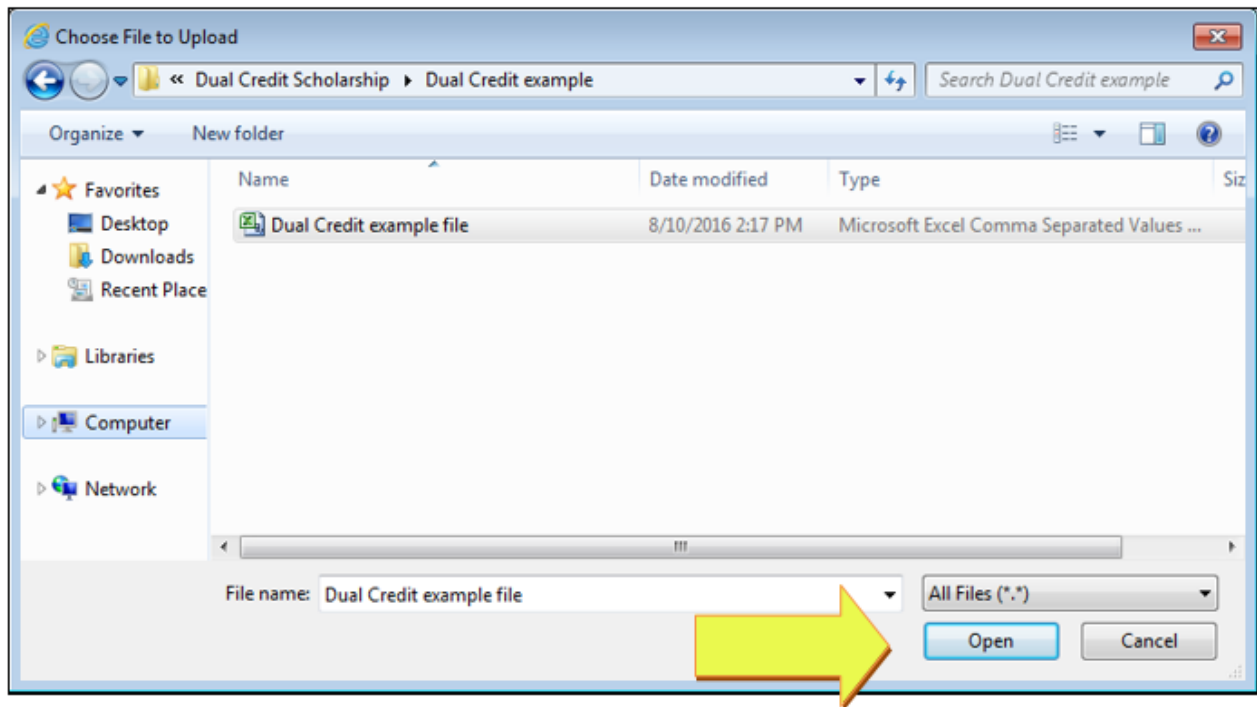 Choose File to Upload
« Dual Credit Scholarship Dual Credit example
Search Dual Credit example
Organize New folder
Name Date modified Type Siz
Favorites
Desktop
Downloads
Recent Place
Libraries
Computer
Network
Dual Credit example file 8/10/2016 2:17 PM Microsoft Excel Comma Separated Values ...
File name: Dual Credit example file All Files (*.*)
Open Cancel